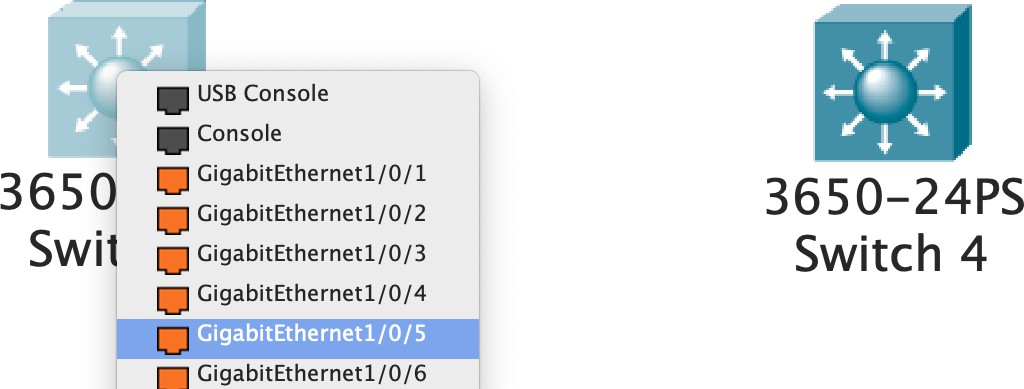 USB Console
Console
GigabitEthernet1/0/1
GigabitEthernet1/0/2
GigabitEthernet1/0/3
GigabitEthernet1/0/4
GigabitEthernet1/0/5
GigabitEthernet1/0/6
3650
Swit
3650-24PS
Switch 4